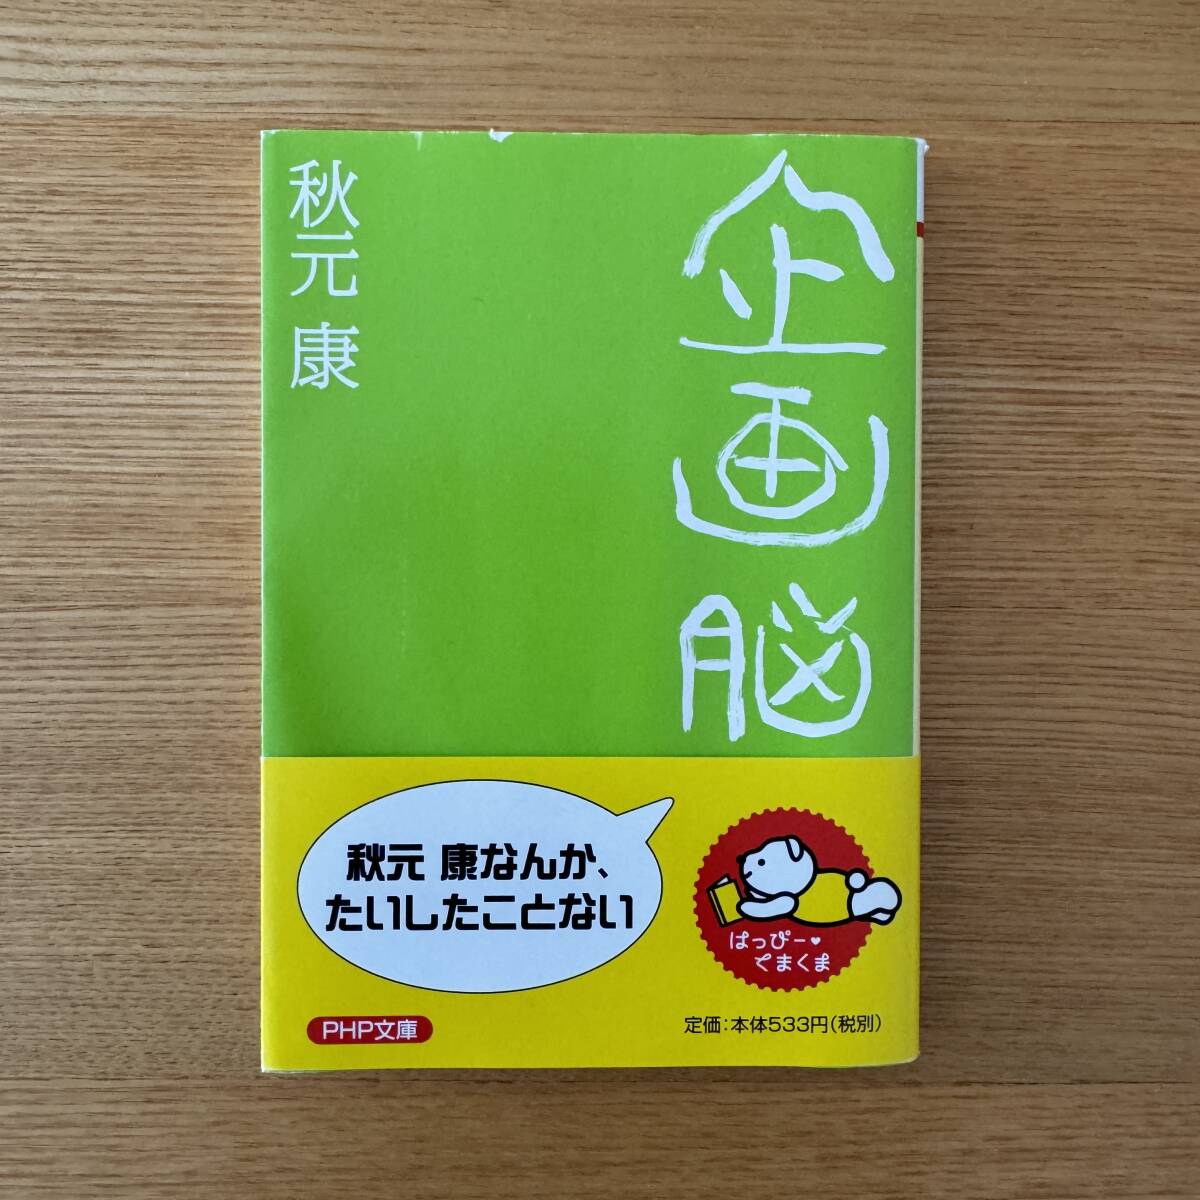 企画脳
秋元 康
秋元 康なんか、
たいしたことない
ぱっぴー♥
てまくま
PHP文庫
定価:本体533円(税別)